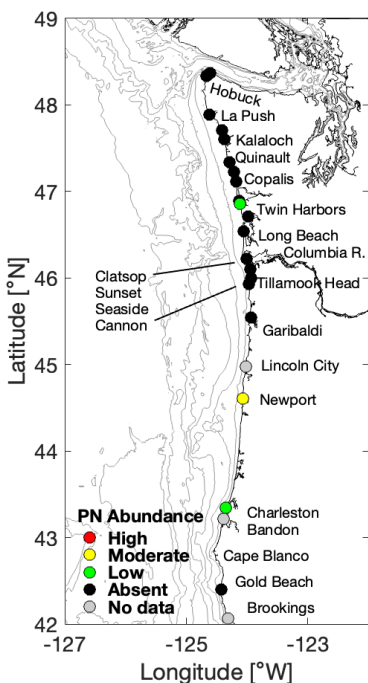 49
48
47
46
45
44
43
42
Latitude [°N]
Hobuck
La Push
Kalaloch
Quinault
Copalis
Twin Harbors
Long Beach
Columbia R.
Clatsop
Sunset
Seaside
Cannon
Tillamook Head
Garibaldi
Lincoln City
Newport
Charleston
Bandon
Cape Blanco
Gold Beach
Brookings
PN Abundance
High
Moderate
Low
Absent
No data
-127
-125
-123
Longitude [°W]